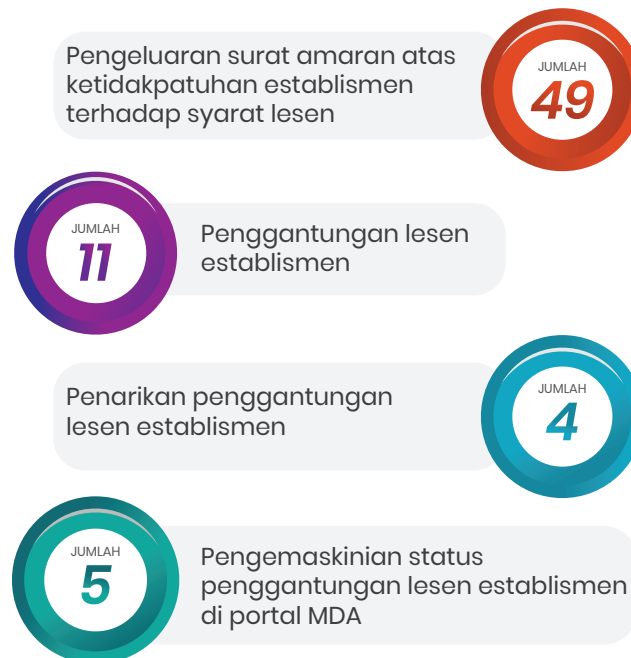 Pengeluaran surat amaran atas
ketidakpatuhan establismen
terhadap syarat lesen
JUMLAH
49
JUMLAH
11
Penggantungan lesen
establismen
Penarikan penggantungan
lesen establismen
JUMLAH
4
JUMLAH
5
Pengemaskinian status
penggantungan lesen establismen
di portal MDA